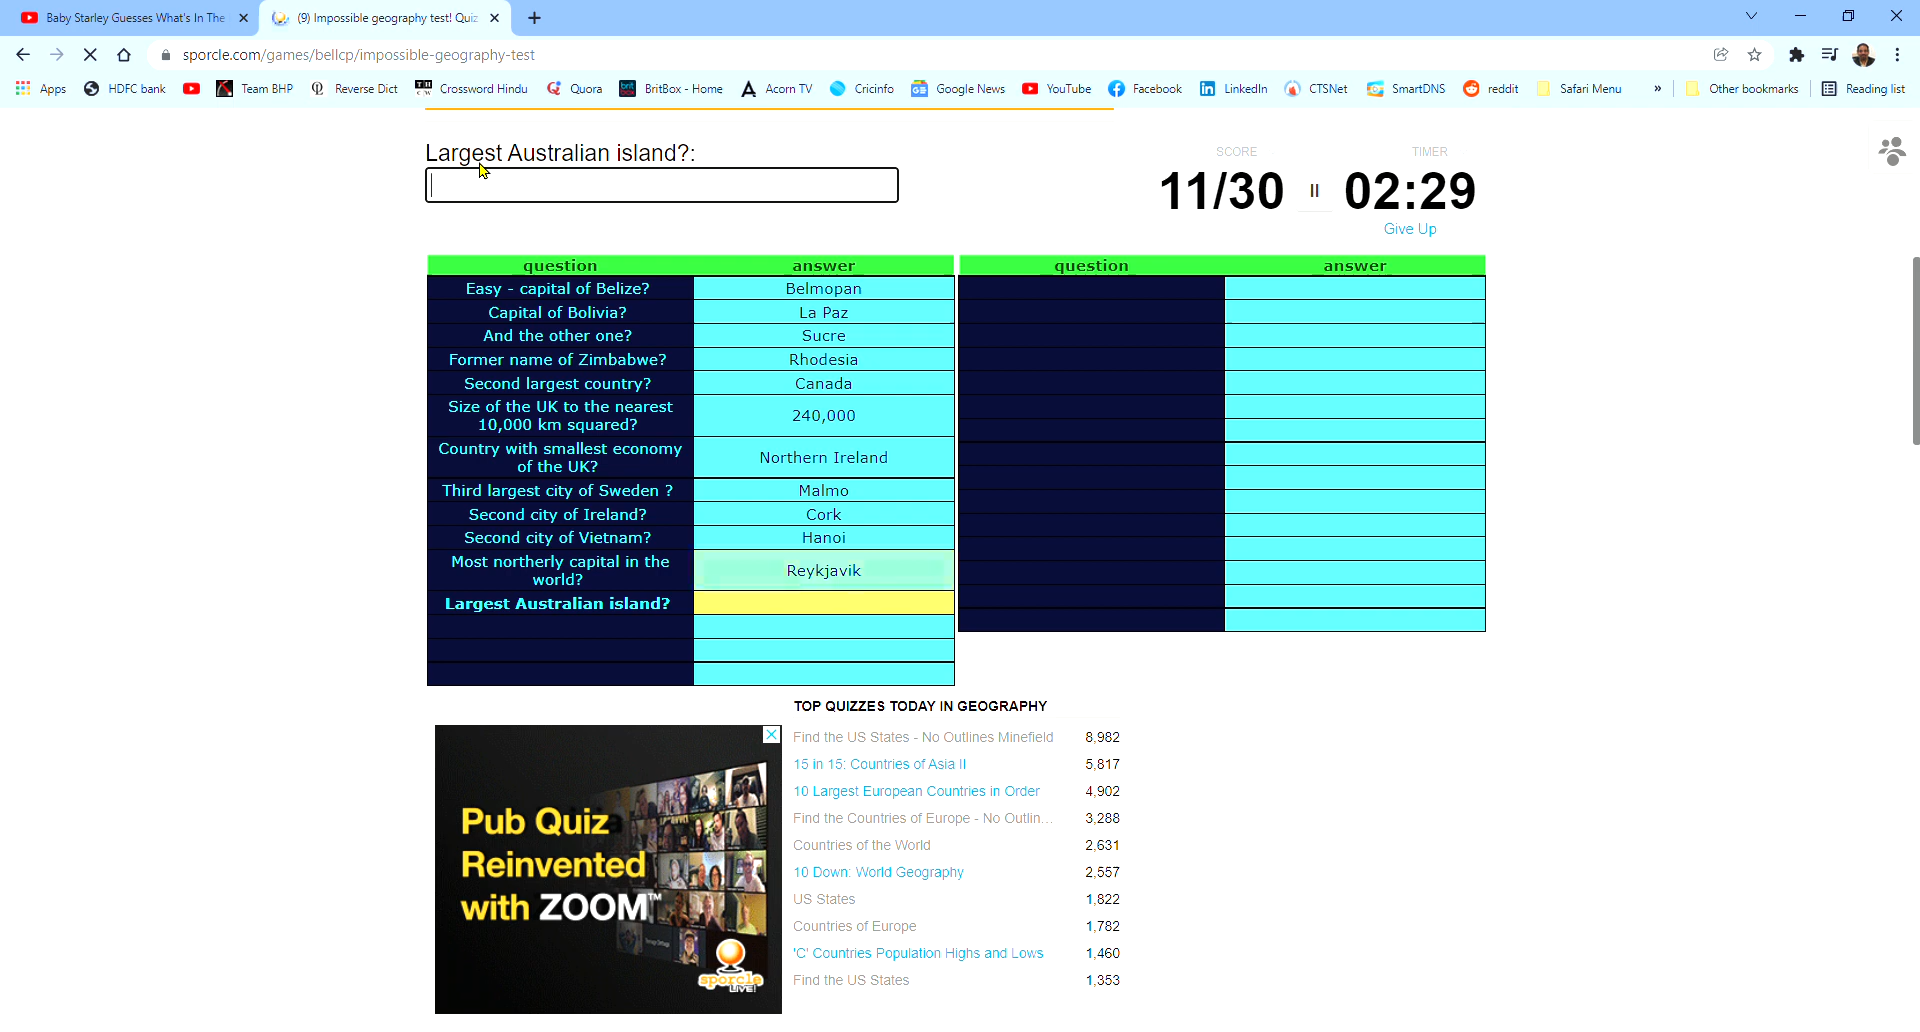 Baby Starley Guesses What's In The
(9) Impossible geography test! Quiz
sporcle.com/games/bellcp/impossible-geography-test
Apps
HDFC bank
Team BHP
Reverse Dict
Crossword Hindu
Quora
BritBox - Home
Acorn TV
Cricinfo
Google News
YouTube
Facebook
LinkedIn
CTSNet
SmartDNS
reddit
Safari Menu
»
Other bookmarks
Reading list
Largest Australian island?:
SCORE
TIMER
11/30
02:29
Give Up
question answer question answer
Easy - capital of Belize? Belmopan
Capital of Bolivia? La Paz
And the other one? Sucre
Former name of Zimbabwe? Rhodesia
Second largest country? Canada
Size of the UK to the nearest
10,000 km squared?
240,000
Country with smallest economy
of the UK?
Northern Ireland
Third largest city of Sweden ? Malmo
Second city of Ireland? Cork
Second city of Vietnam? Hanoi
Most northerly capital in the
world?
Reykjavik
Largest Australian island?
TOP QUIZZES TODAY IN GEOGRAPHY
Find the US States - No Outlines Minefield 8,982
15 in 15: Countries of Asia II 5,817
10 Largest European Countries in Order 4,902
Find the Countries of Europe - No Outlin... 3,288
Countries of the World 2,631
10 Down: World Geography 2,557
US States 1,822
Countries of Europe 1,782
'C' Countries Population Highs and Lows 1,460
Find the US States 1,353
Pub Quiz
Reinvented
with ZOOM™
sporcle
LIVE!